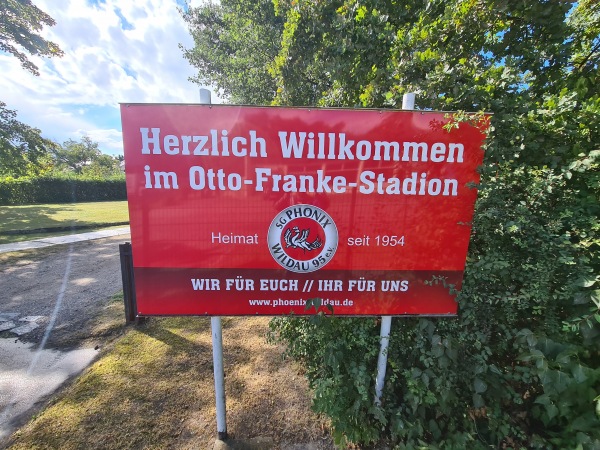 Herzlich Willkommen
im Otto-Franke-Stadion
Heimat
SG PHÖNIX
WILDAU 95 e.V.
seit 1954
WIR FÜR EUCH // IHR FÜR UNS
www.phoenix-wildau.de